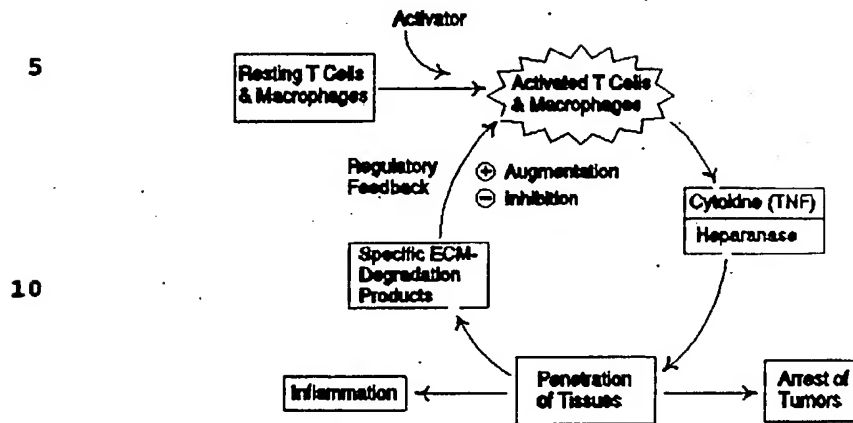 Activator
5
Resting T Cells
& Macrophages
Activated T Cells
& Macrophages
Regulatory
Feedback
⊕ Augmentation
⊖ Inhibition
Cytokine (TNF)
Heparanase
Specific ECM-
Degradation
Products
10
Inflammation
Penetration
of Tissues
Arrest of
Tumors